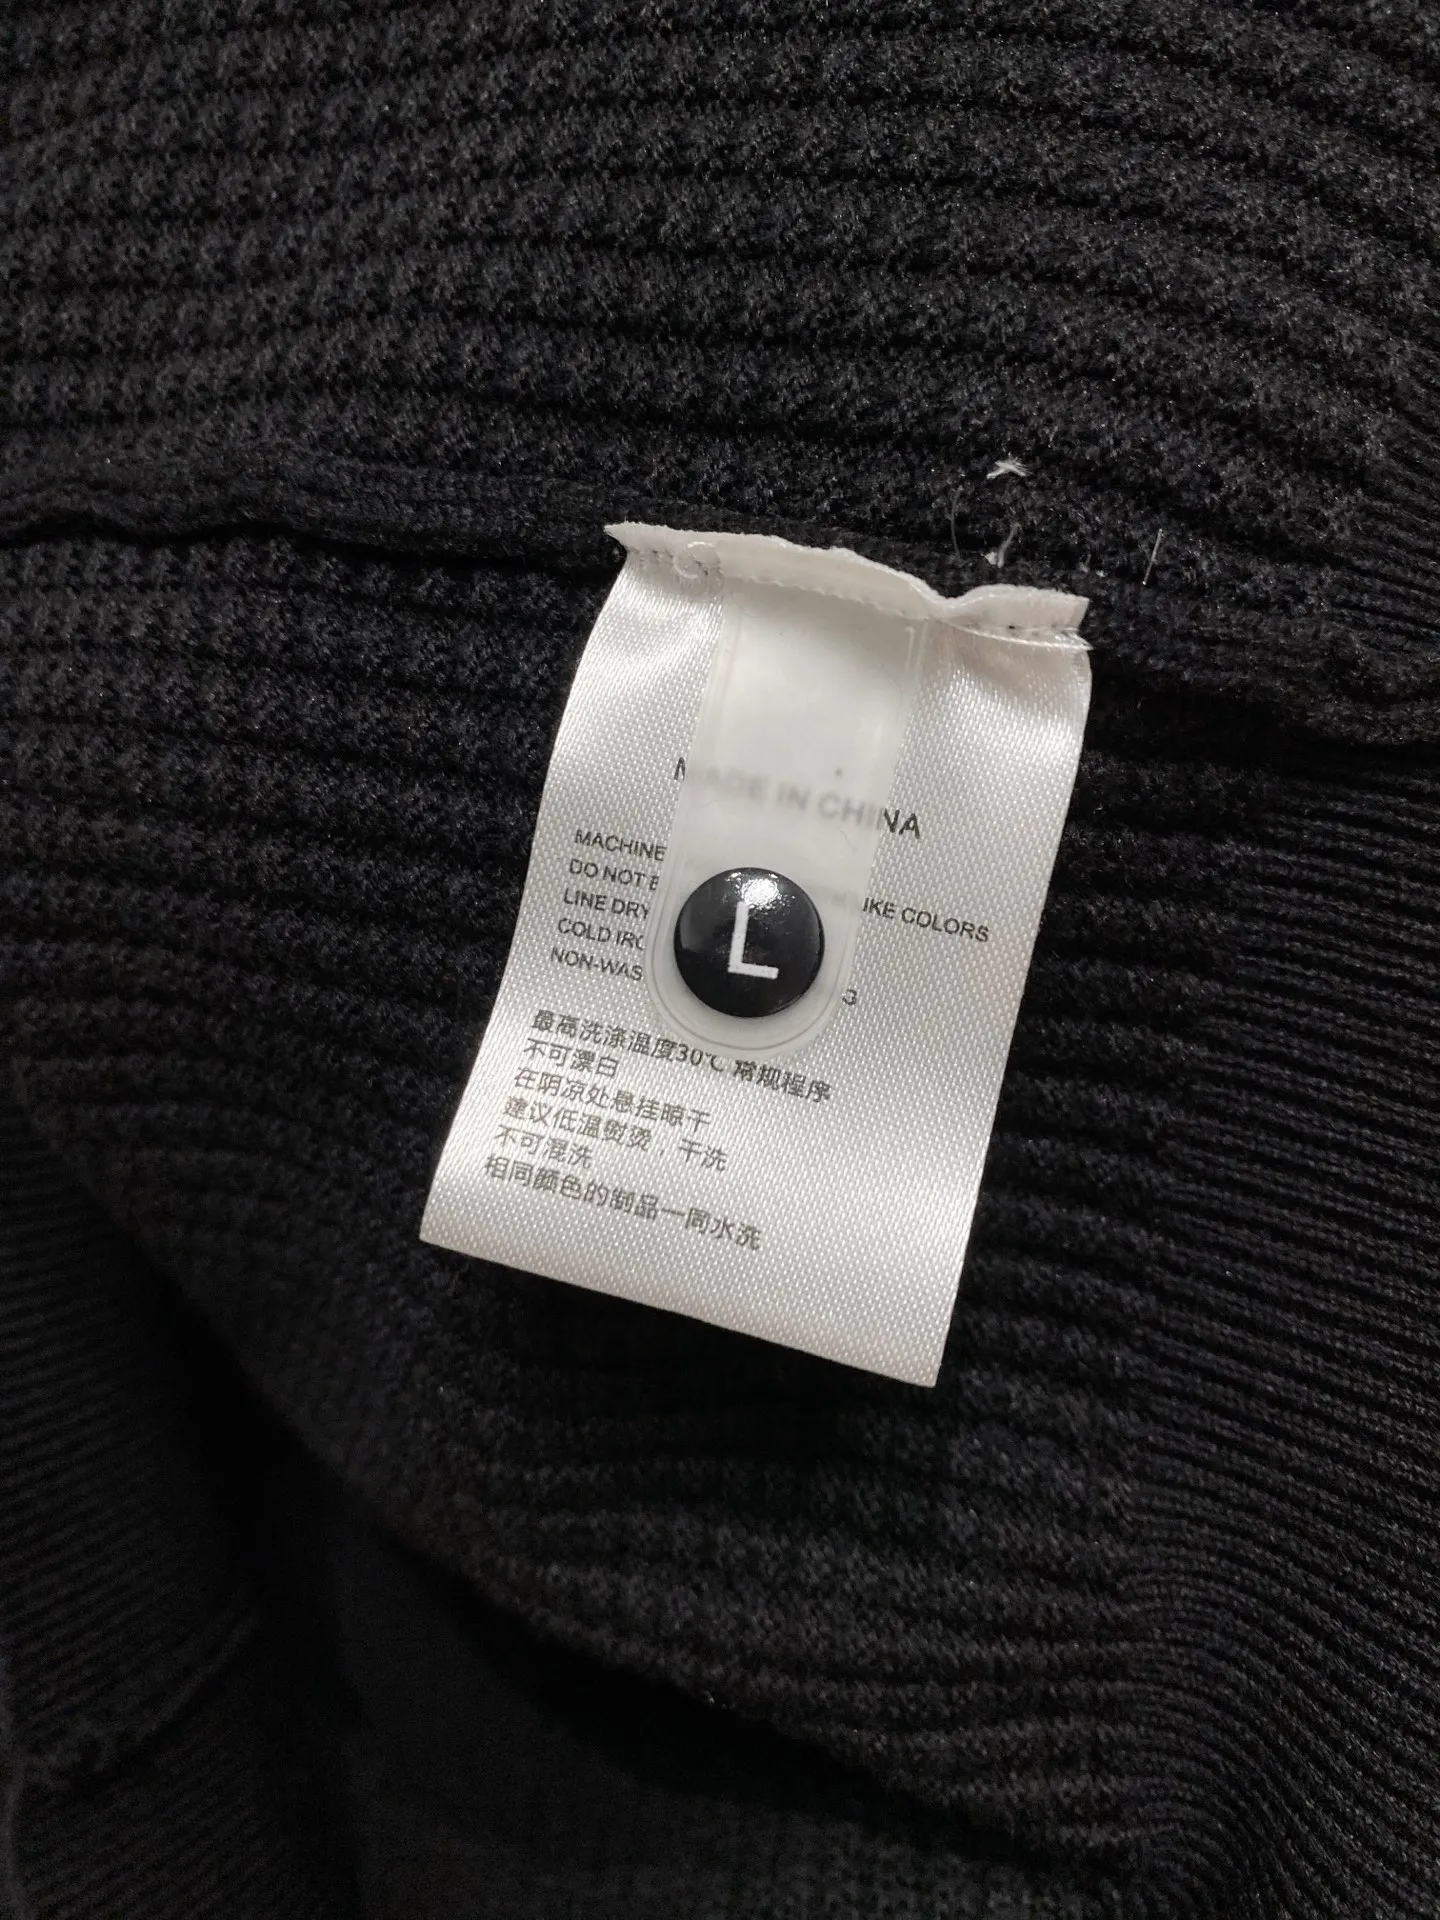 MADE IN CHINA
MACHINE
DO NOT B
LINE DRY IKE COLORS
COLD IRO
NON-WAS G
L
最高洗涤温度30℃ 常规程序
不可漂白
在阴凉处悬挂晾干
建议低温熨烫，干洗
不可混洗
相同颜色的制品一同水洗